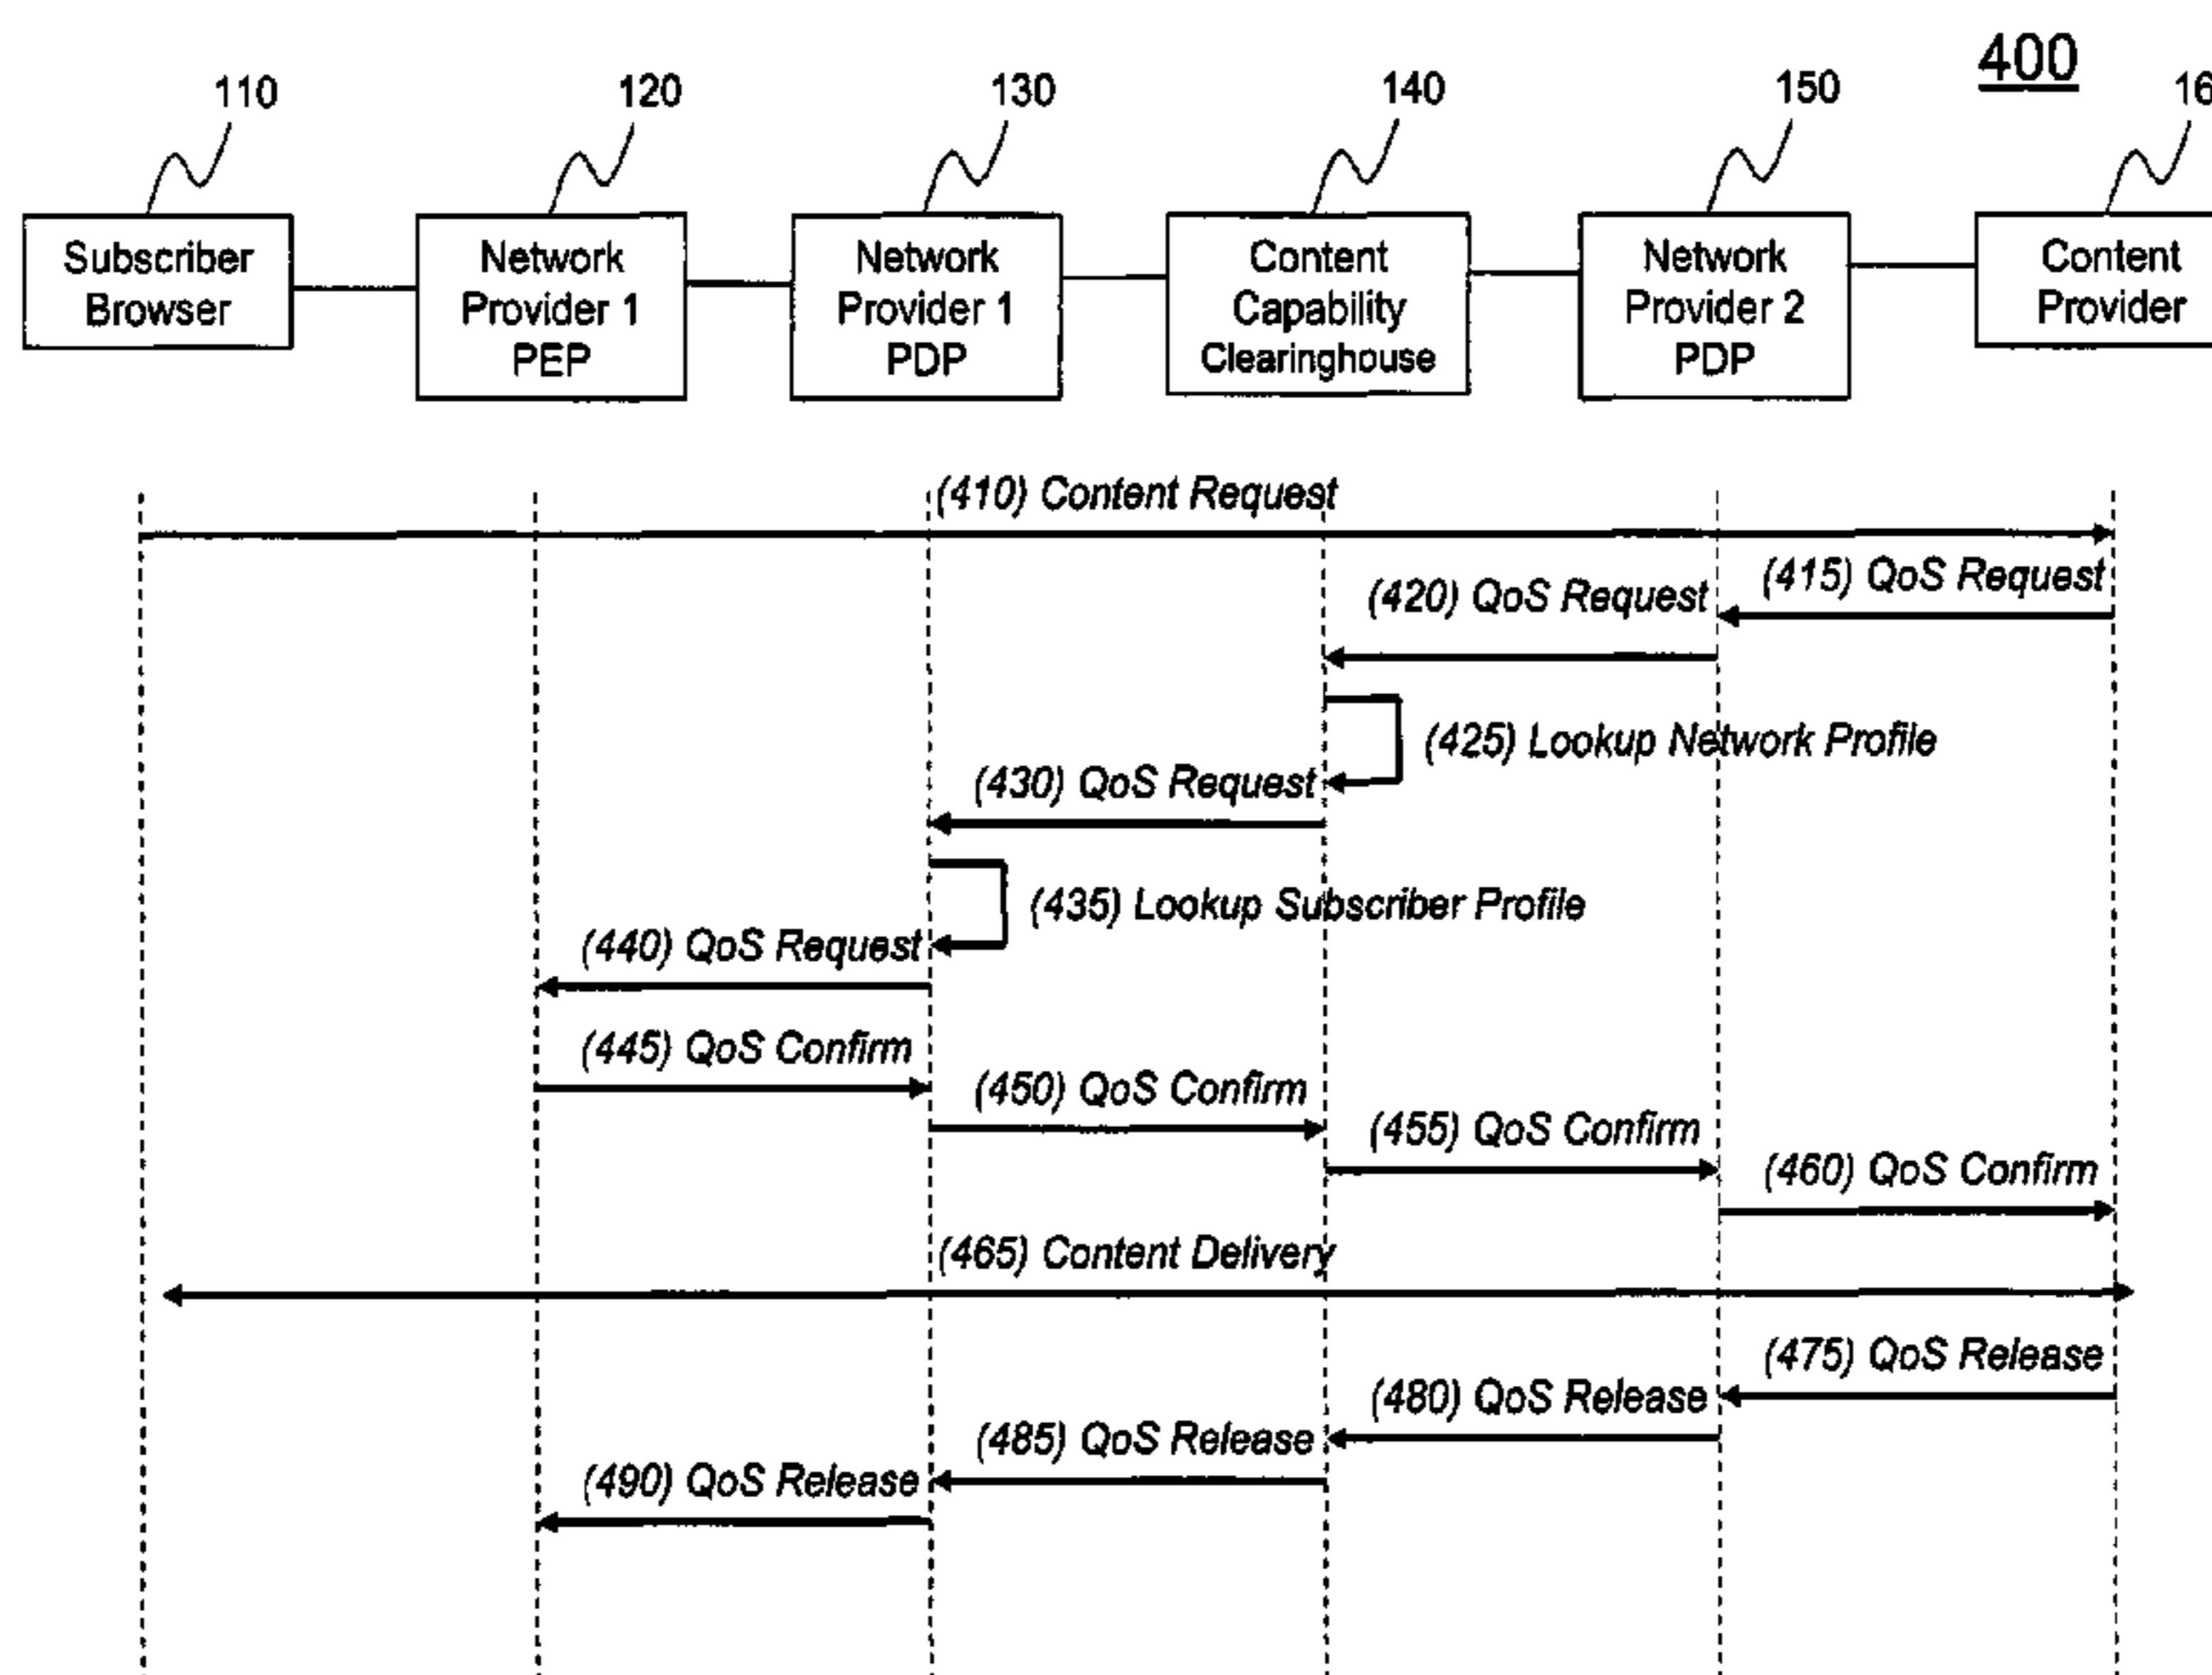 400
110
120
130
140
150
16
Subscriber
Browser
Network
Provider 1
PEP
Network
Provider 1
PDP
Content
Capability
Clearinghouse
Network
Provider 2
PDP
Content
Provider
(410) Content Request
(415) QoS Request
(420) QoS Request
(425) Lookup Network Profile
(430) QoS Request
(435) Lookup Subscriber Profile
(440) QoS Request
(445) QoS Confirm
(450) QoS Confirm
(455) QoS Confirm
(460) QoS Confirm
(465) Content Delivery
(475) QoS Release
(480) QoS Release
(485) QoS Release
(490) QoS Release